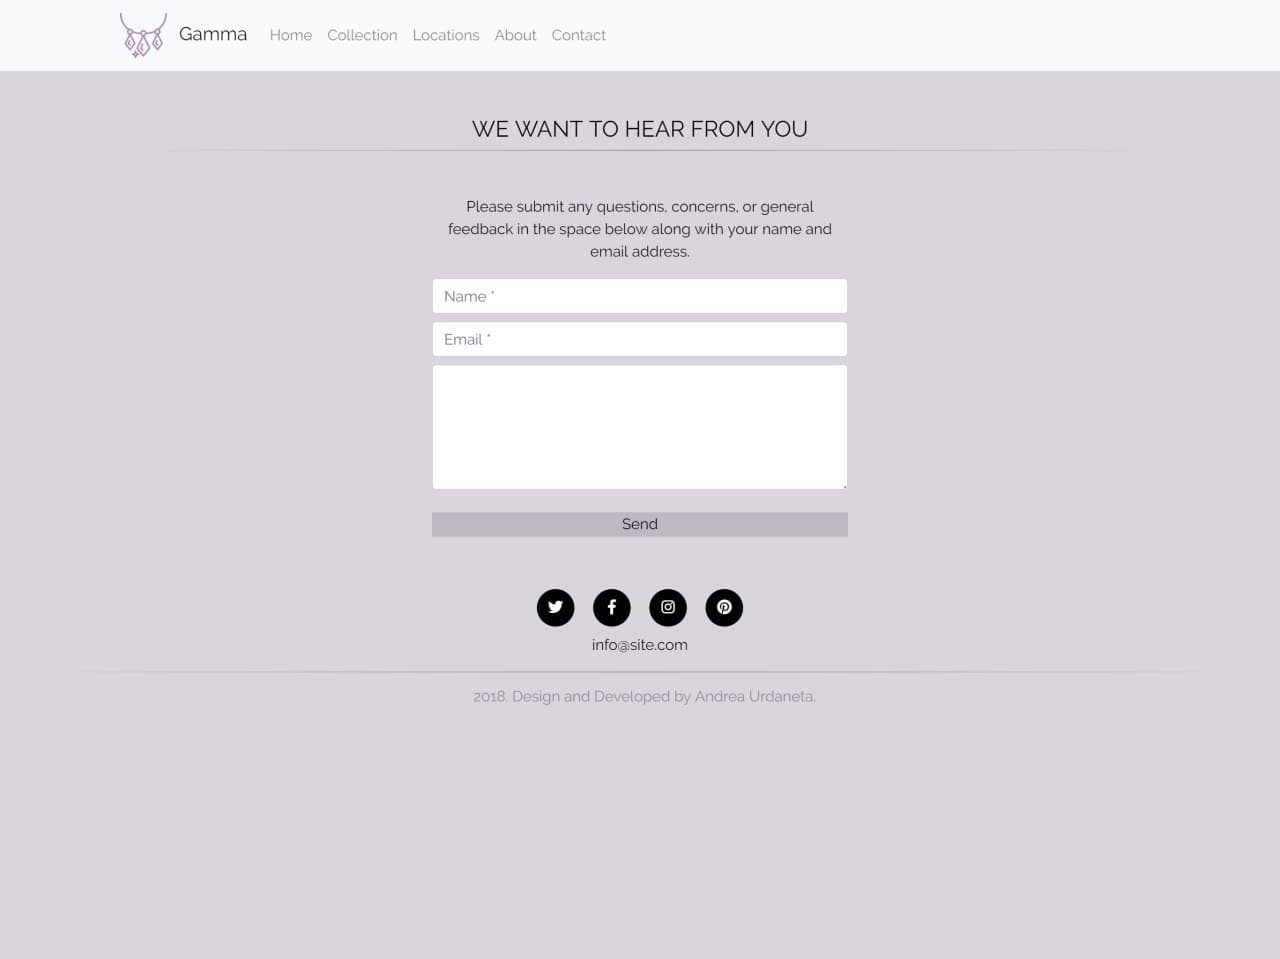 Gamma Home Collection Locations About Contact
WE WANT TO HEAR FROM YOU
Please submit any questions, concerns, or general
feedback in the space below along with your name and
email address.
Name *
Email *
Send
info@site.com
2018. Design and Developed by Andrea Urdaneta.